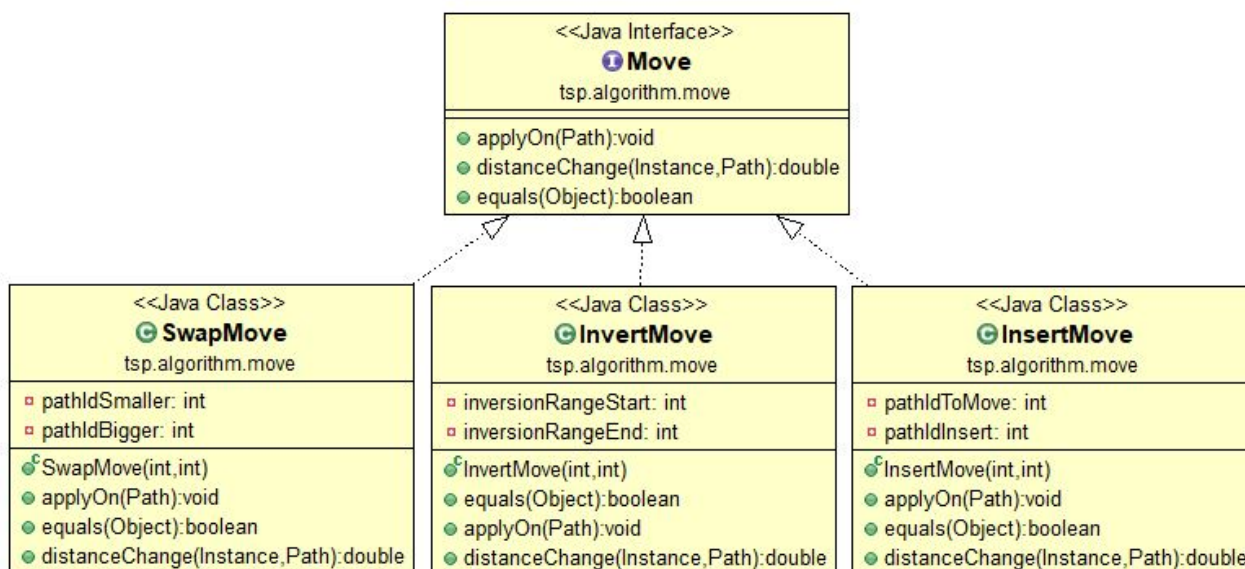 <<Java Interface>>
I Move
tsp.algorithm.move
applyOn(Path):void
distanceChange(Instance,Path):double
equals(Object):boolean
<<Java Class>>
C SwapMove
tsp.algorithm.move
pathIdSmaller: int
pathIdBigger: int
c SwapMove(int,int)
applyOn(Path):void
equals(Object):boolean
distanceChange(Instance,Path):double
<<Java Class>>
C InvertMove
tsp.algorithm.move
inversionRangeStart: int
inversionRangeEnd: int
c InvertMove(int,int)
equals(Object):boolean
applyOn(Path):void
distanceChange(Instance,Path):double
<<Java Class>>
C InsertMove
tsp.algorithm.move
pathIdToMove: int
pathIdInsert: int
c InsertMove(int,int)
applyOn(Path):void
equals(Object):boolean
distanceChange(Instance,Path):double